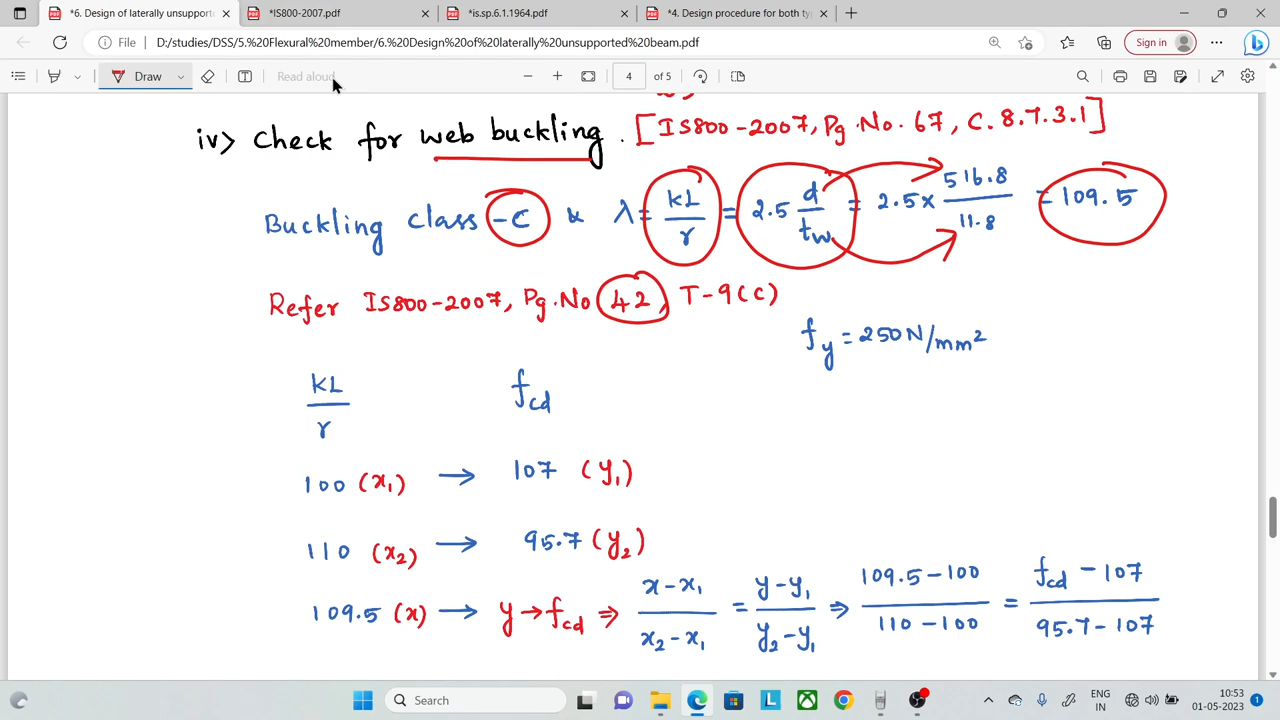 *6. Design of laterally unsupporte
*IS800-2007.pdf
*is.sp.6.1.1964.pdf
*4. Design procedure for both typ
File D:/studies/DSS/5.%20Flexural%20member/6.%20Design%20of%20laterally%20unsupported%20beam.pdf
Sign in
Draw
Read aloud
4 of 5
iv> Check for web buckling. [IS800-2007, Pg.No.67, C.8.7.3.1]
Buckling class -C & λ = KL/r = 2.5 d/tw = 2.5 x 516.8/11.8 = 109.5
Refer IS800-2007, Pg.No 42, T-9(c)
fy = 250N/mm²
KL/r fcd
100 (x₁) → 107 (y₁)
110 (x₂) → 95.7 (y₂)
109.5 (x) → y→fcd ⇒ x-x₁/x₂-x₁ = y-y₁/y₂-y₁ ⇒ 109.5-100/110-100 = fcd-107/95.7-107
Search
ENG
IN
10:53
01-05-2023